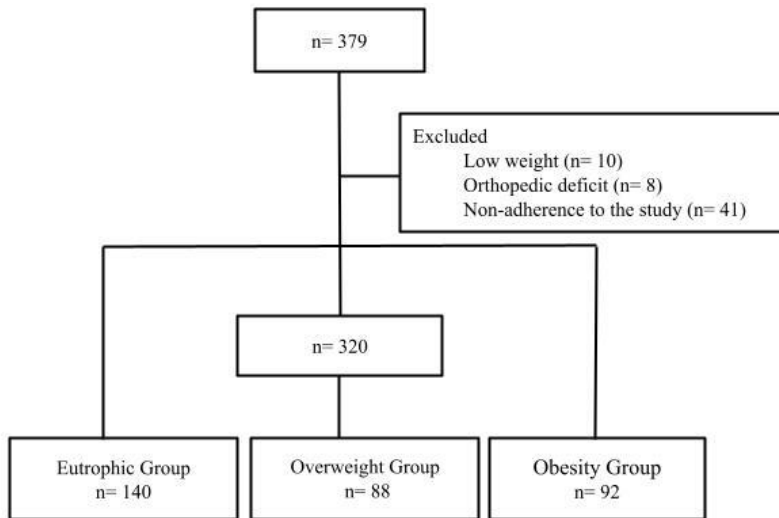 n= 379
Excluded
Low weight (n= 10)
Orthopedic deficit (n= 8)
Non-adherence to the study (n= 41)
n= 320
Eutrophic Group
n= 140
Overweight Group
n= 88
Obesity Group
n= 92